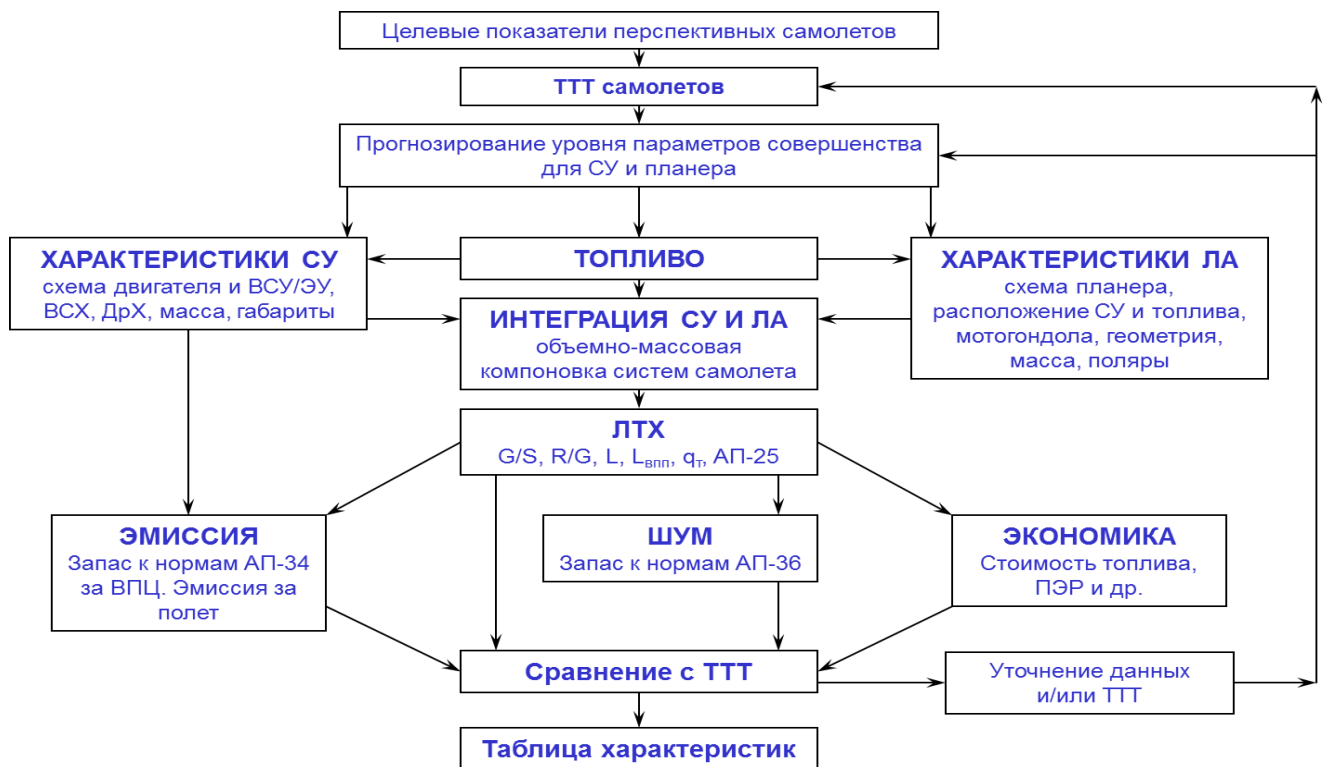 Целевые показатели перспективных самолетов
ТТТ самолетов
Прогнозирование уровня параметров совершенства
для СУ и планера
ХАРАКТЕРИСТИКИ СУ
схема двигателя и ВСУ/ЭУ,
ВСХ, ДрХ, масса, габариты
ТОПЛИВО
ХАРАКТЕРИСТИКИ ЛА
схема планера,
расположение СУ и топлива,
мотогондола, геометрия,
масса, поляры
ИНТЕГРАЦИЯ СУ И ЛА
объемно-массовая
компоновка систем самолета
ЛТХ
G/S, R/G, L, Lвпп, qт, АП-25
ЭМИССИЯ
Запас к нормам АП-34
за ВПЦ. Эмиссия за
полет
ШУМ
Запас к нормам АП-36
ЭКОНОМИКА
Стоимость топлива,
ПЭР и др.
Сравнение с ТТТ
Уточнение данных
и/или ТТТ
Таблица характеристик